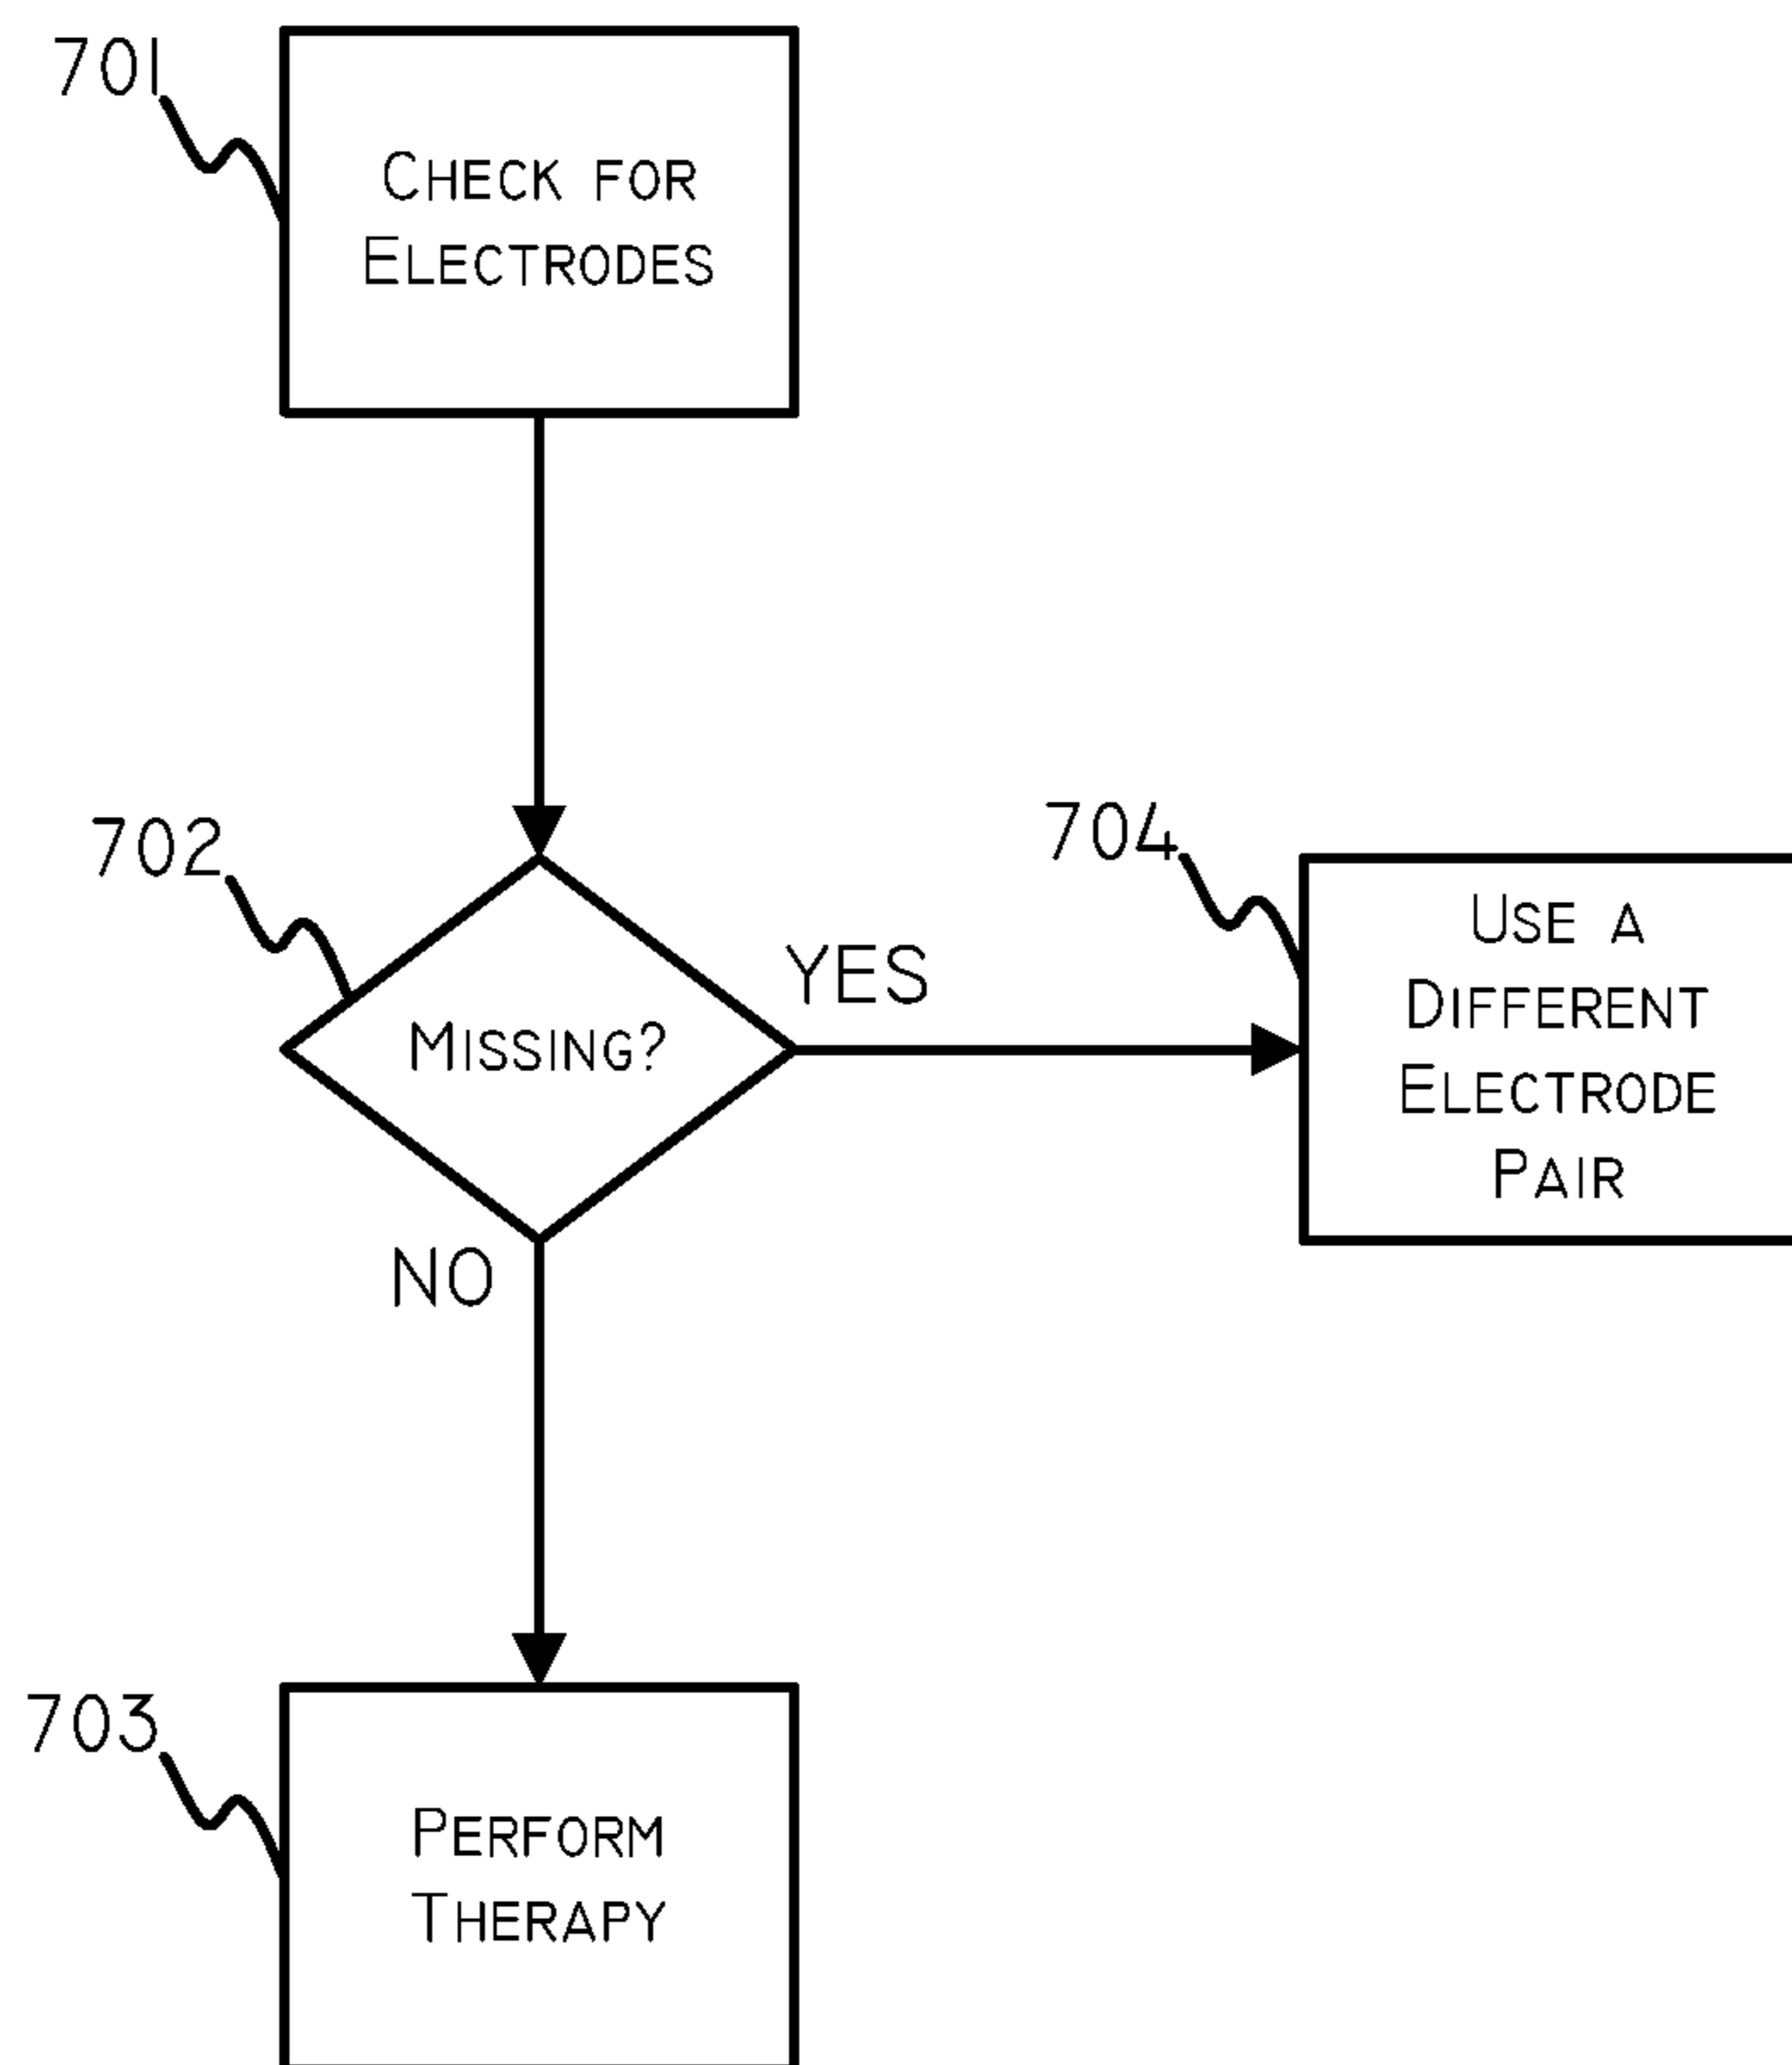 701
CHECK FOR
ELECTRODES
702
MISSING?
YES
NO
704
USE A
DIFFERENT
ELECTRODE
PAIR
703
PERFORM
THERAPY